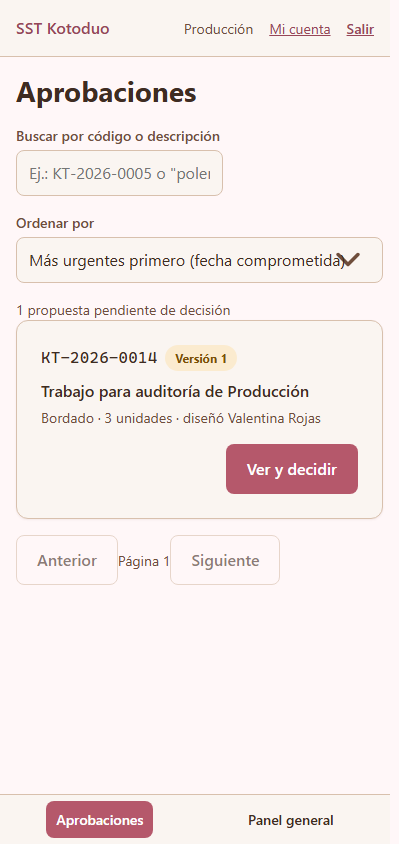 SST Kotoduo
Producción
Mi cuenta
Salir
Aprobaciones
Buscar por código o descripción
Ej.: KT-2026-0005 o "poler
Ordenar por
Más urgentes primero (fecha comprometida)
1 propuesta pendiente de decisión
KT-2026-0014
Versión 1
Trabajo para auditoría de Producción
Bordado · 3 unidades · diseñó Valentina Rojas
Ver y decidir
Anterior
Página 1
Siguiente
Aprobaciones
Panel general